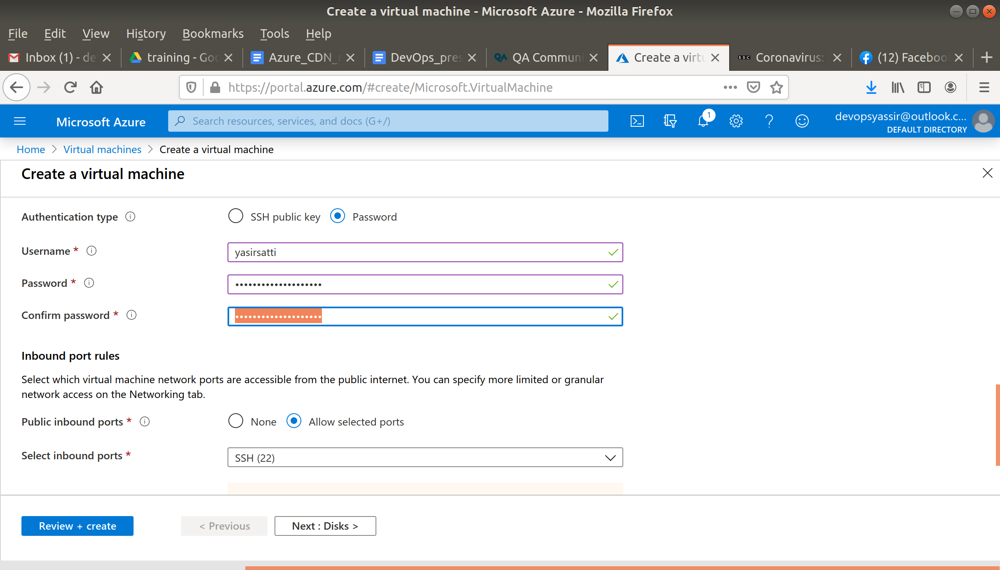 Create a virtual machine - Microsoft Azure - Mozilla Firefox
File Edit View History Bookmarks Tools Help
Inbox (1) - de training - Goo Azure_CDN_ DevOps_pres QA Communi Create a virtu BBC Coronavirus: (12) Facebook
https://portal.azure.com/#create/Microsoft.VirtualMachine
Microsoft Azure Search resources, services, and docs (G+/) 1 devopsyassir@outlook.c...
DEFAULT DIRECTORY
Home > Virtual machines > Create a virtual machine
Create a virtual machine
Authentication type SSH public key Password
Username * yasirsatti
Password * ••••••••••••••••••••
Confirm password * ••••••••••••••••••••
Inbound port rules
Select which virtual machine network ports are accessible from the public internet. You can specify more limited or granular
network access on the Networking tab.
Public inbound ports * None Allow selected ports
Select inbound ports * SSH (22)
Review + create < Previous Next : Disks >